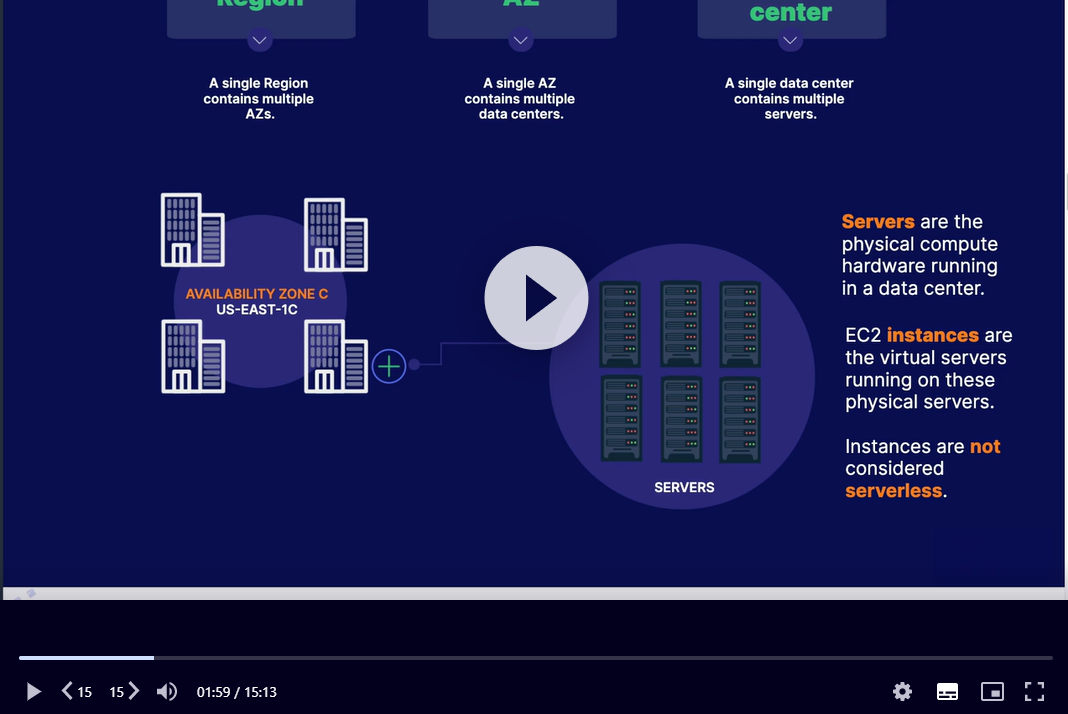 Region
AZ
center
A single Region
contains multiple
AZs.
A single AZ
contains multiple
data centers.
A single data center
contains multiple
servers.
AVAILABILITY ZONE C
US-EAST-1C
SERVERS
Servers are the
physical compute
hardware running
in a data center.
EC2 instances are
the virtual servers
running on these
physical servers.
Instances are not
considered
serverless.
15
15
01:59 / 15:13